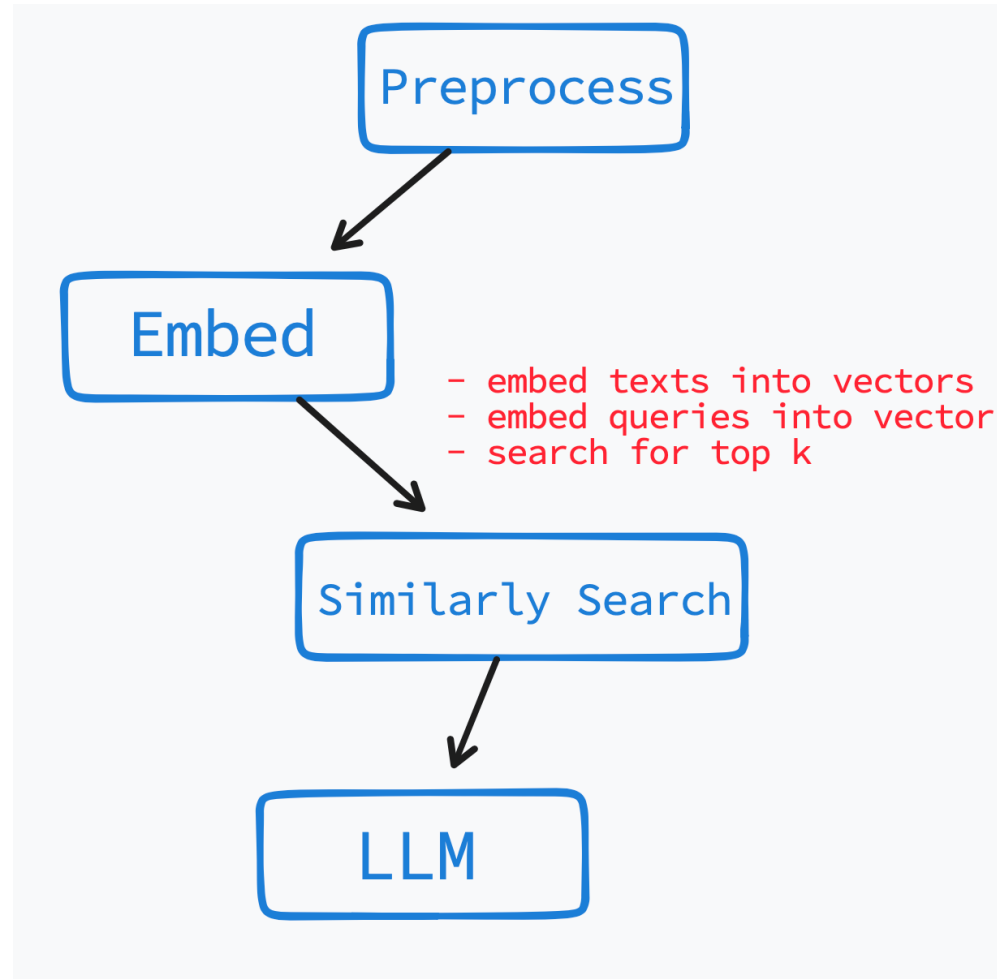 Preprocess
Embed
- embed texts into vectors
- embed queries into vector
- search for top k
Similarly Search
LLM